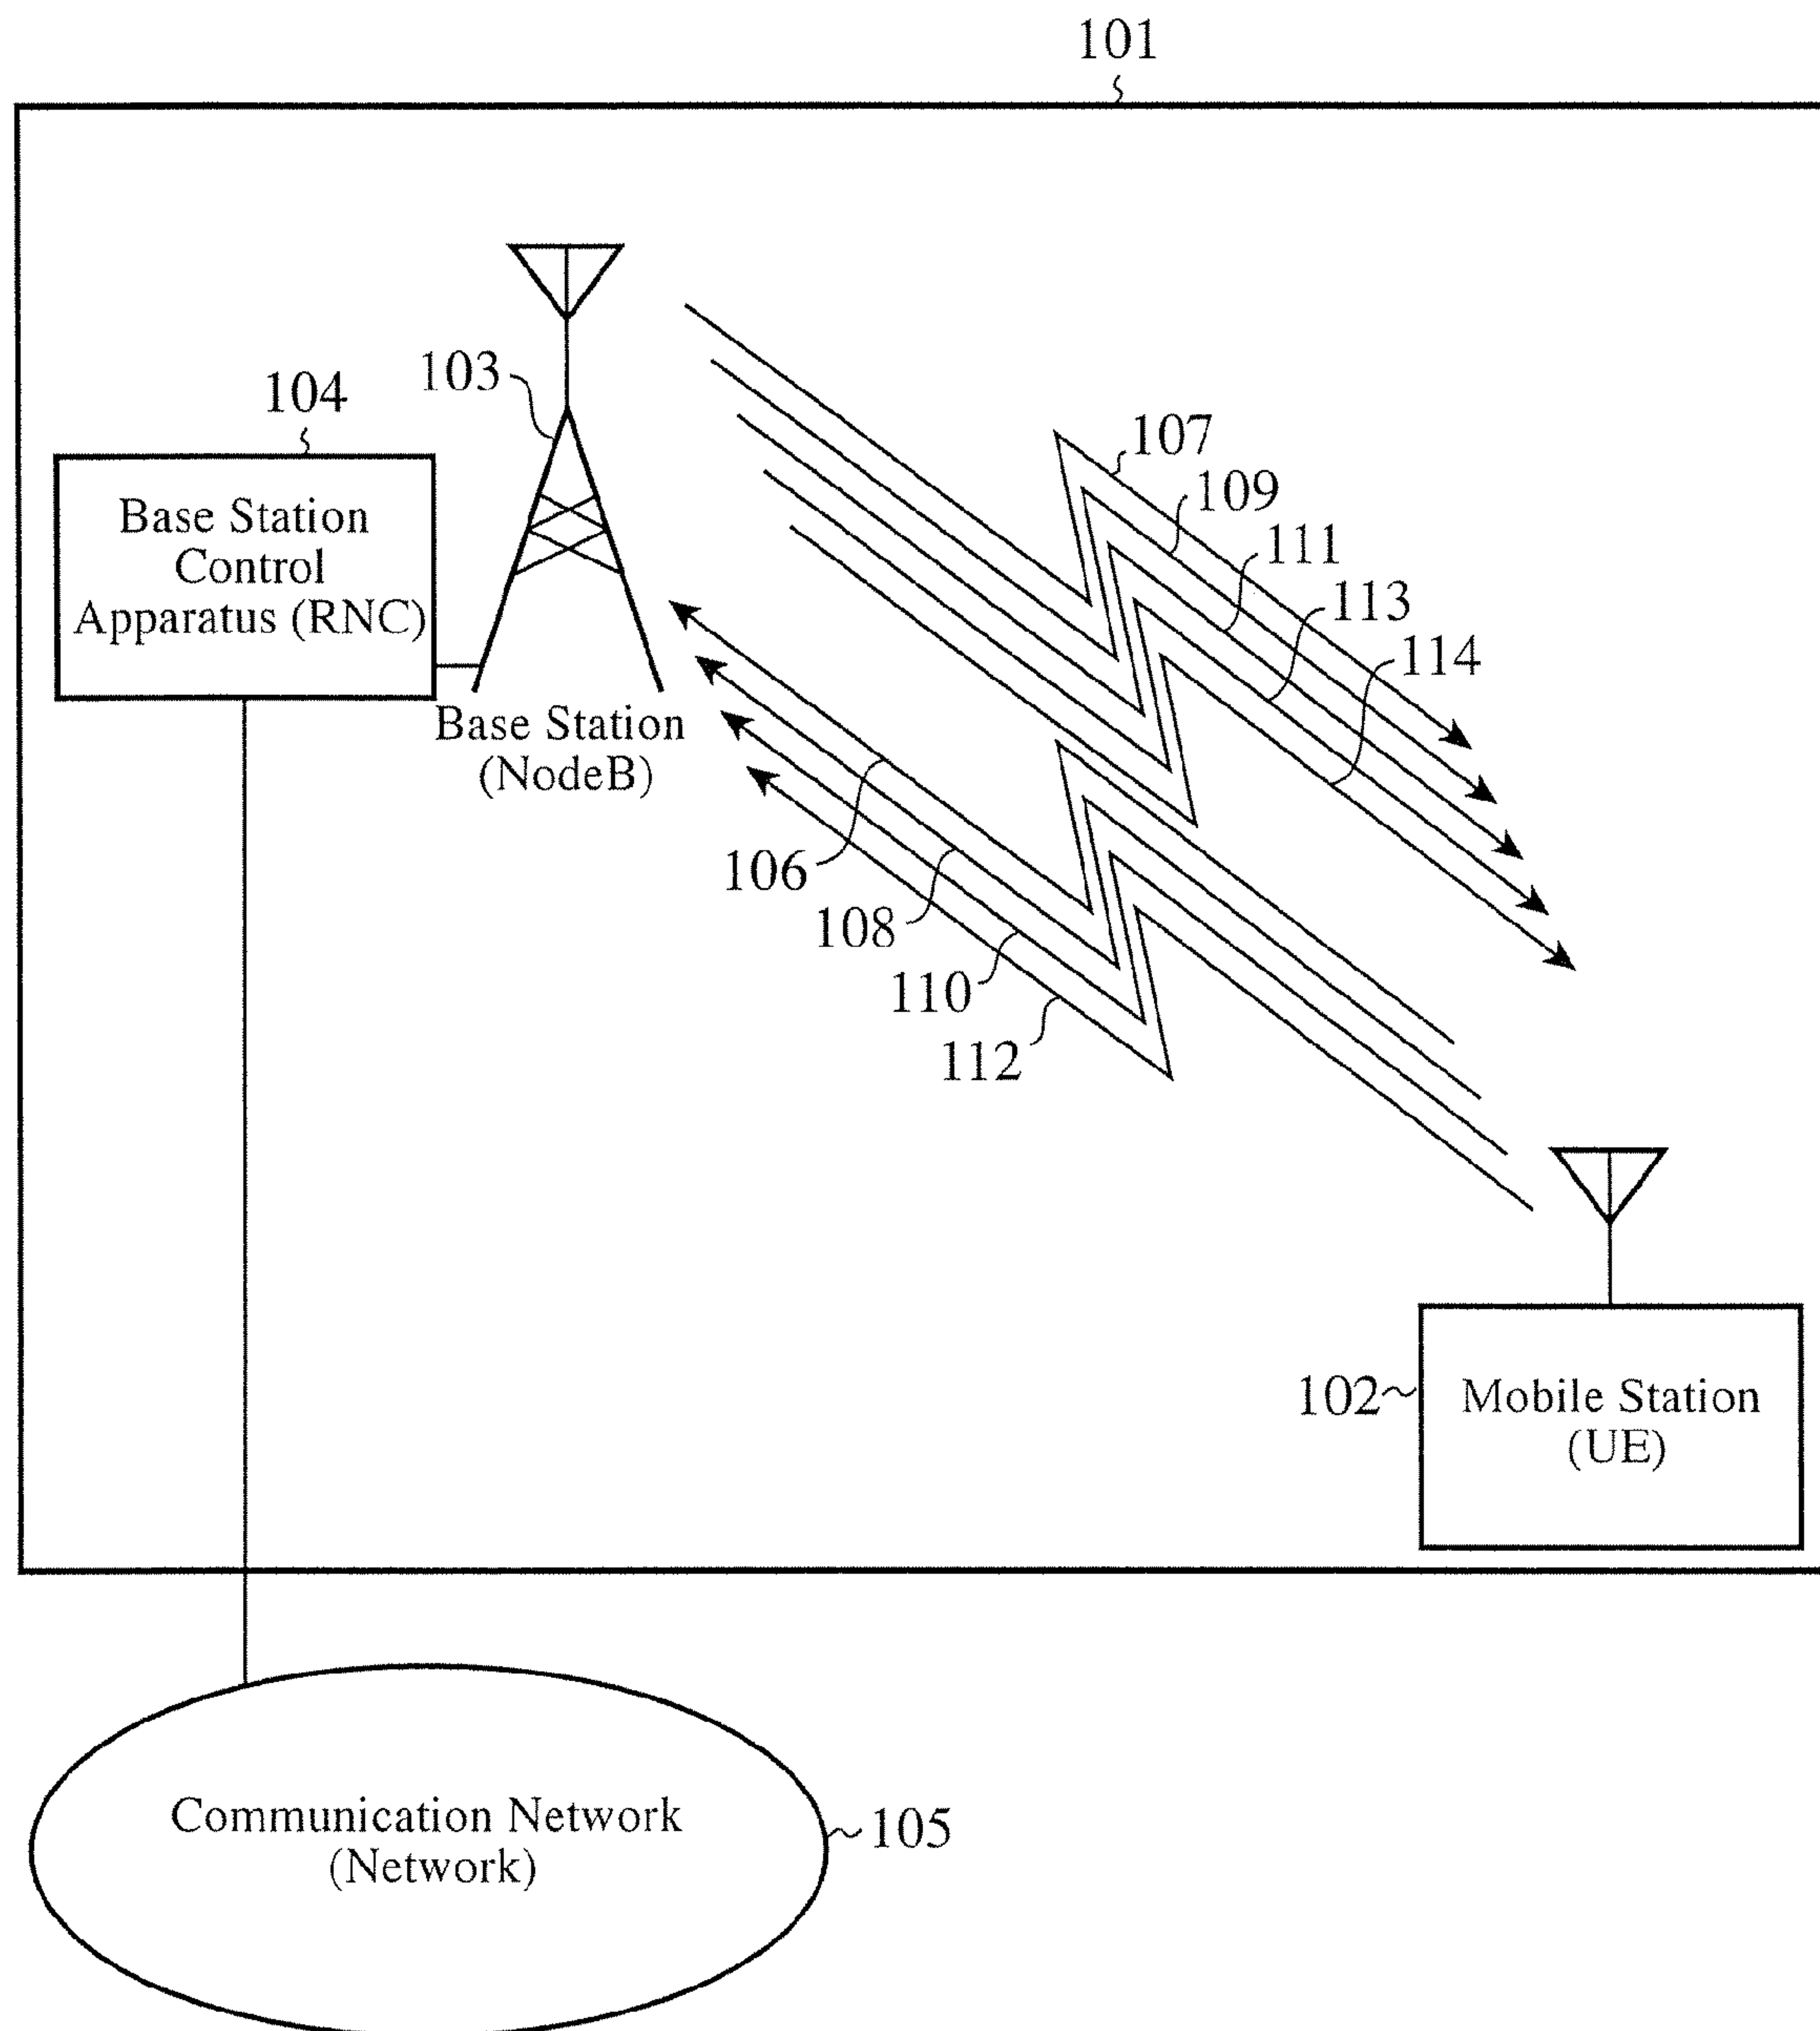 101
103
104
Base Station
Control
Apparatus (RNC)
107
109
111
113
114
Base Station
(NodeB)
106
108
110
112
102
Mobile Station
(UE)
Communication Network
(Network)
105